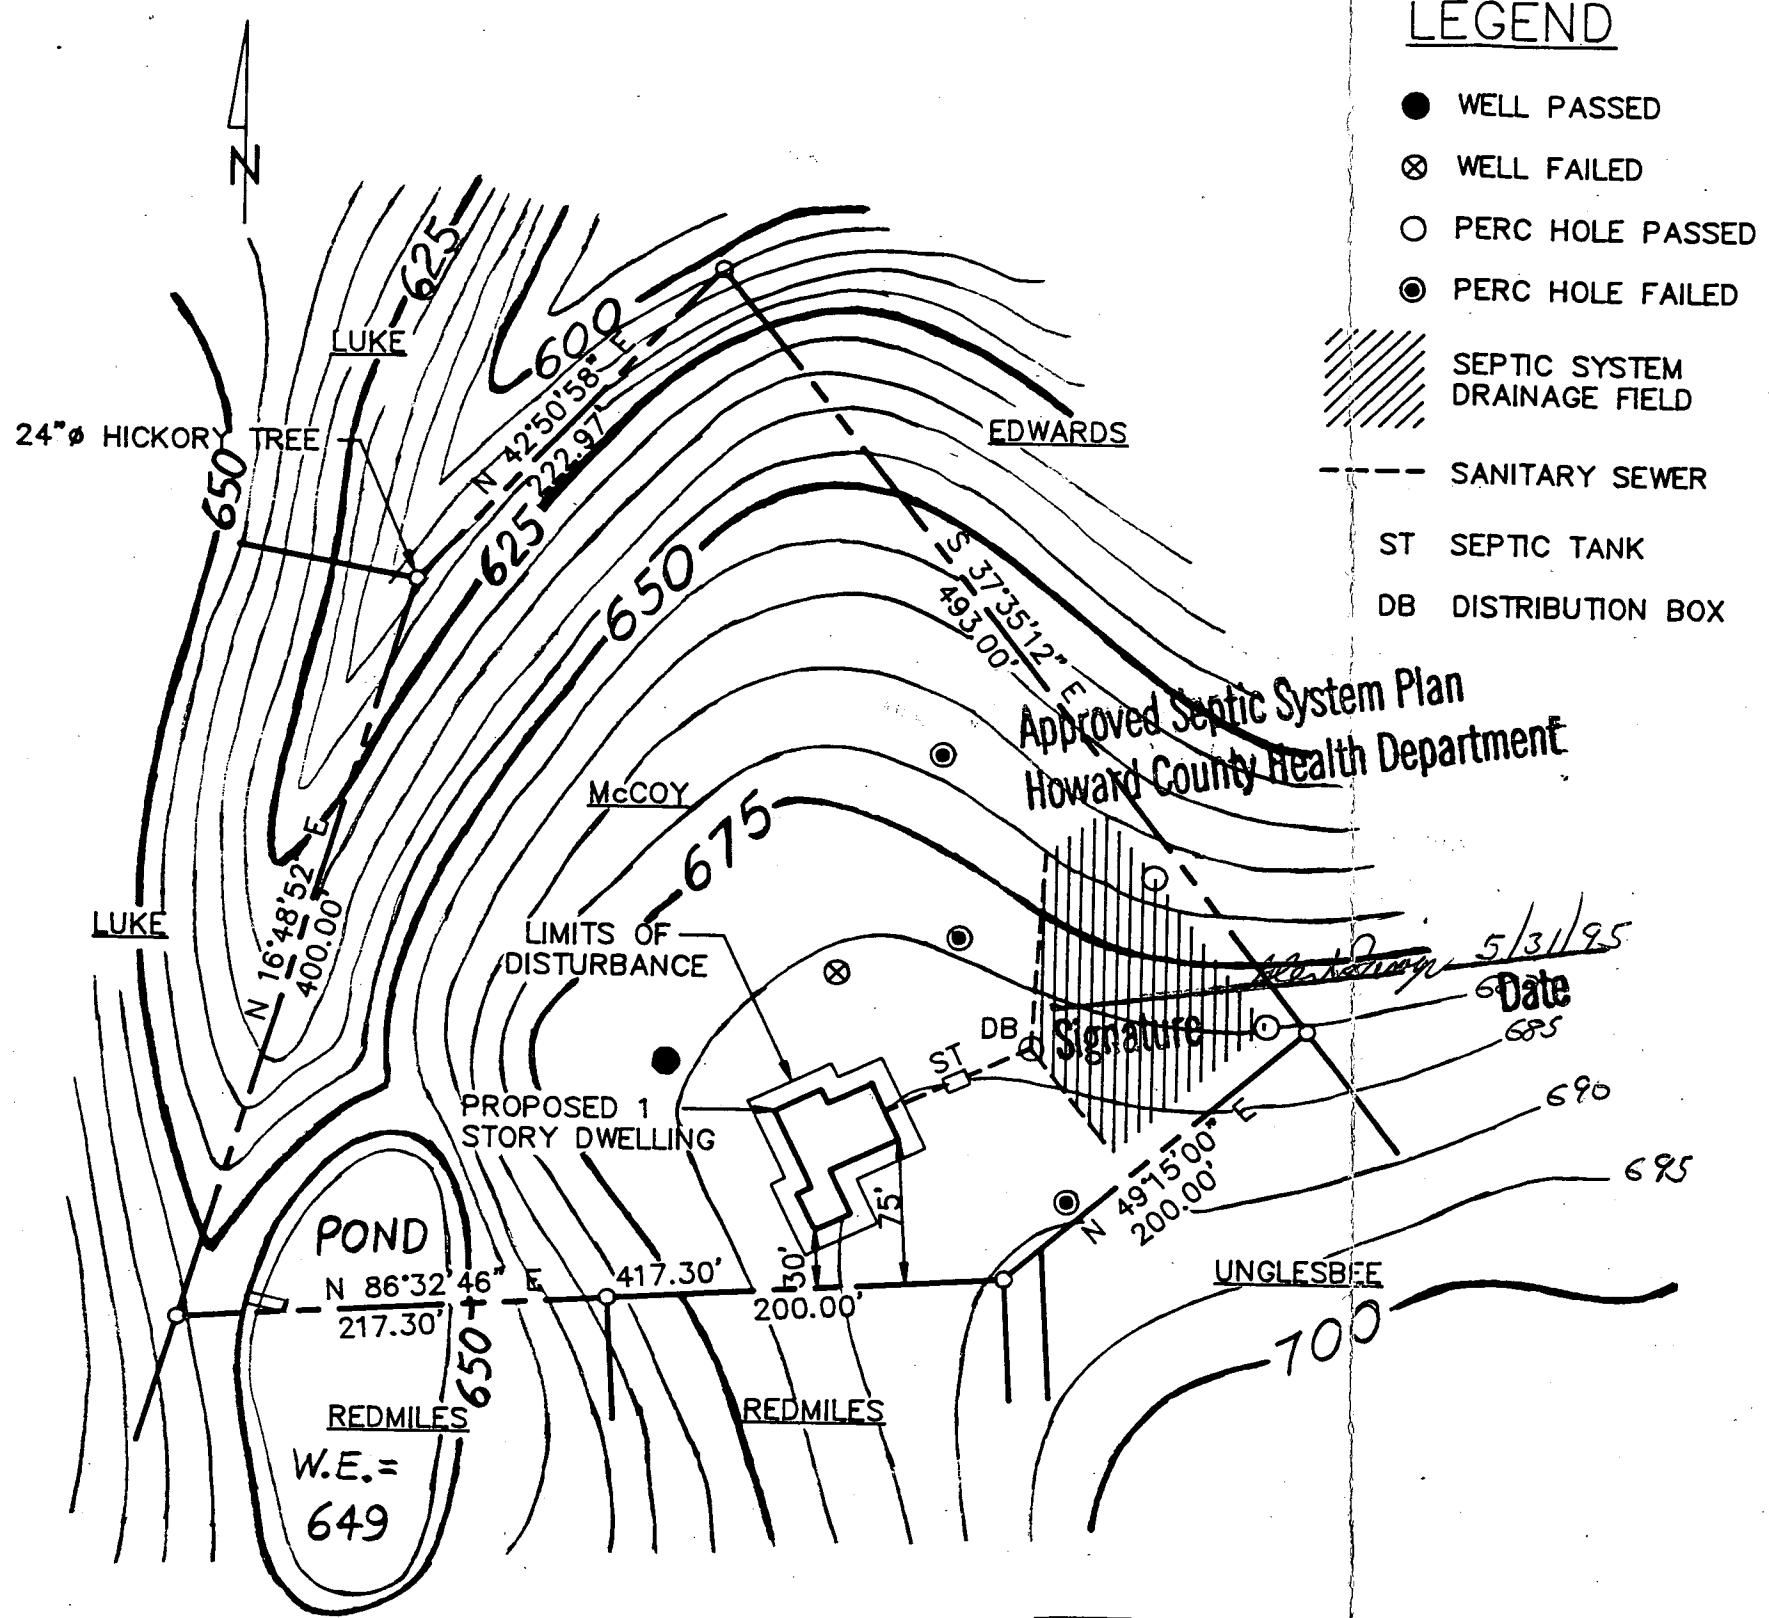 LEGEND
WELL PASSED
WELL FAILED
PERC HOLE PASSED
PERC HOLE FAILED
SEPTIC SYSTEM
DRAINAGE FIELD
SANITARY SEWER
ST SEPTIC TANK
DB DISTRIBUTION BOX
N
625
LUKE
600
24"ø HICKORY TREE
N 42°50'58" E
222.97'
EDWARDS
650
625
650
S 37°35'12" E
493.00'
Approved Septic System Plan
Howard County Health Department
McCOY
675
LUKE
N 16°48'52" E
400.00'
LIMITS OF
DISTURBANCE
5/31/95
Date
DB
Signature
685
ST
690
PROPOSED 1
STORY DWELLING
N 49°15'00" E
200.00'
695
75'
30'
POND
N 86°32'46" E
417.30'
217.30'
200.00'
UNGLESBEE
650
700
REDMILES
REDMILES
W.E.=
649